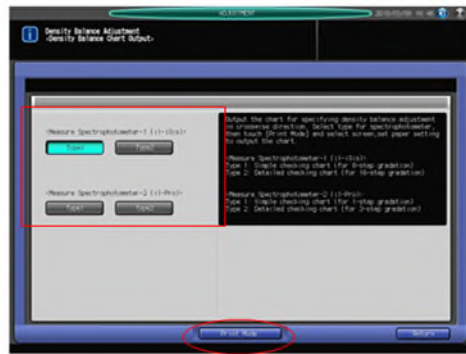 ADJUSTMENT
Density Balance Adjustment
<Density Balance Chart Output>
<Measure Spectrophotometer-1 (i1-iSis)>
Type1 Type2
<Measure Spectrophotometer-2 (i1-Pro)>
Type1 Type2
Output the chart for specifying density balance adjustment
in crosswise direction. Select type for spectrophotometer,
then touch [Print Mode] and select screen,set paper setting
to output the chart.
<Measure Spectrophotometer-1 (i1-iSis)>
Type 1: Simple checking chart (for 8-step gradation)
Type 2: Detailed checking chart (for 16-step gradation)
<Measure Spectrophotometer-2 (i1-Pro)>
Type 1: Simple checking chart (for 1-step gradation)
Type 2: Detailed checking chart (for 3-step gradation)
Print Mode
Return